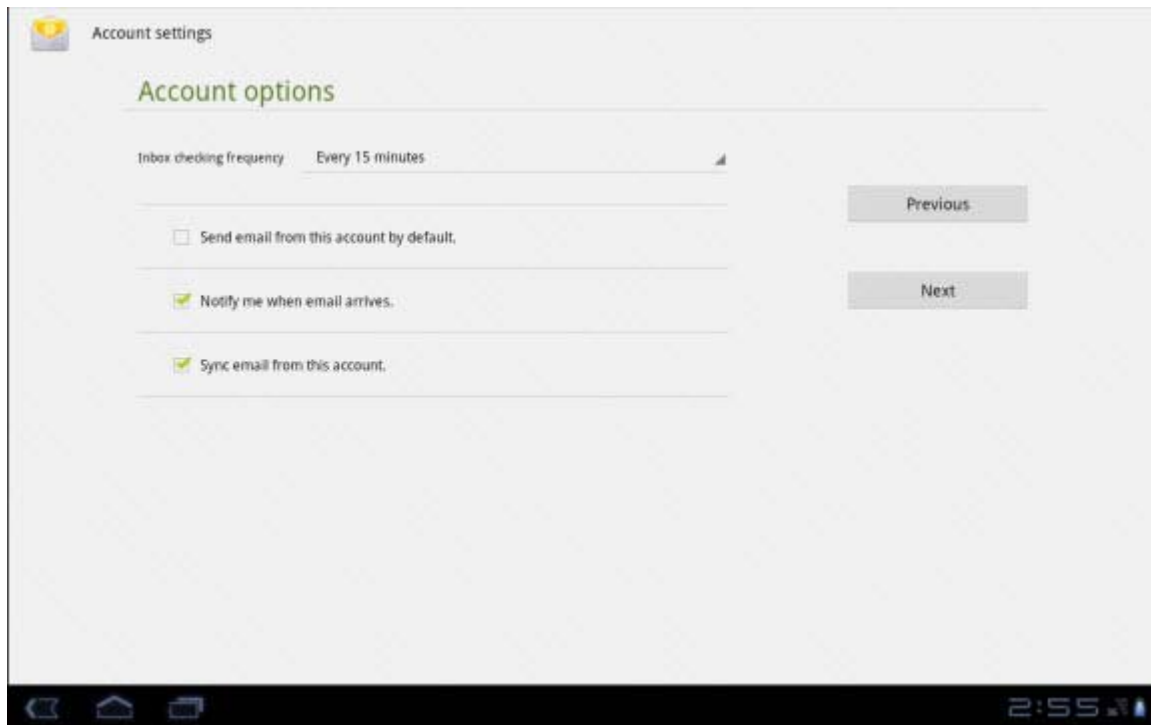 Account settings
Account options
Inbox checking frequency Every 15 minutes
Previous
Send email from this account by default.
Next
Notify me when email arrives.
Sync email from this account.
2:55